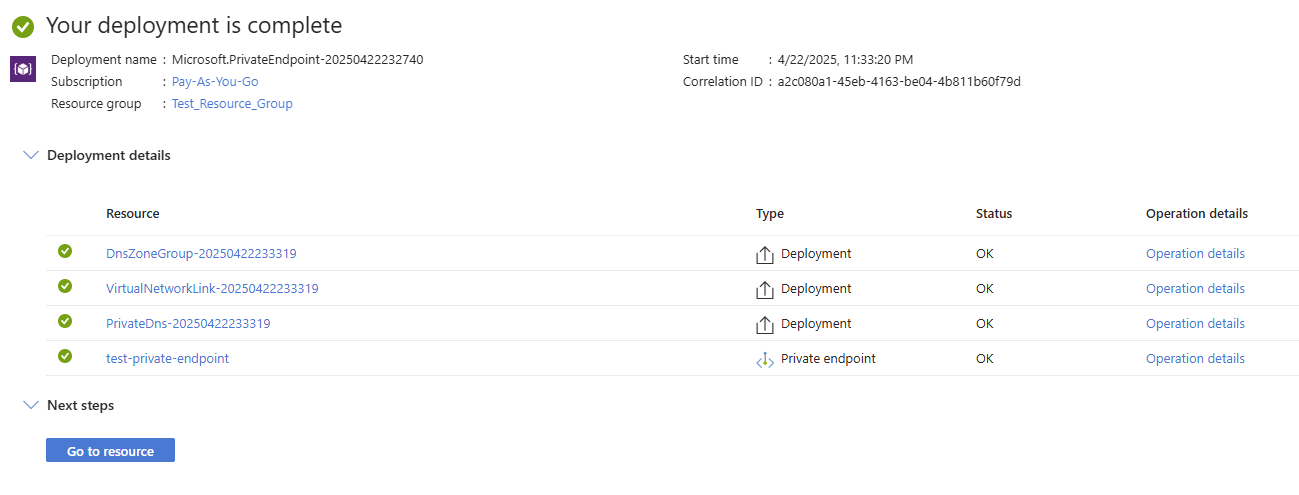 Your deployment is complete
Deployment name : Microsoft.PrivateEndpoint-20250422232740
Start time : 4/22/2025, 11:33:20 PM
Subscription : Pay-As-You-Go
Correlation ID : a2c080a1-45eb-4163-be04-4b811b60f79d
Resource group : Test_Resource_Group
Deployment details
Resource Type Status Operation details
DnsZoneGroup-20250422233319 Deployment OK Operation details
VirtualNetworkLink-20250422233319 Deployment OK Operation details
PrivateDns-20250422233319 Deployment OK Operation details
test-private-endpoint Private endpoint OK Operation details
Next steps
Go to resource